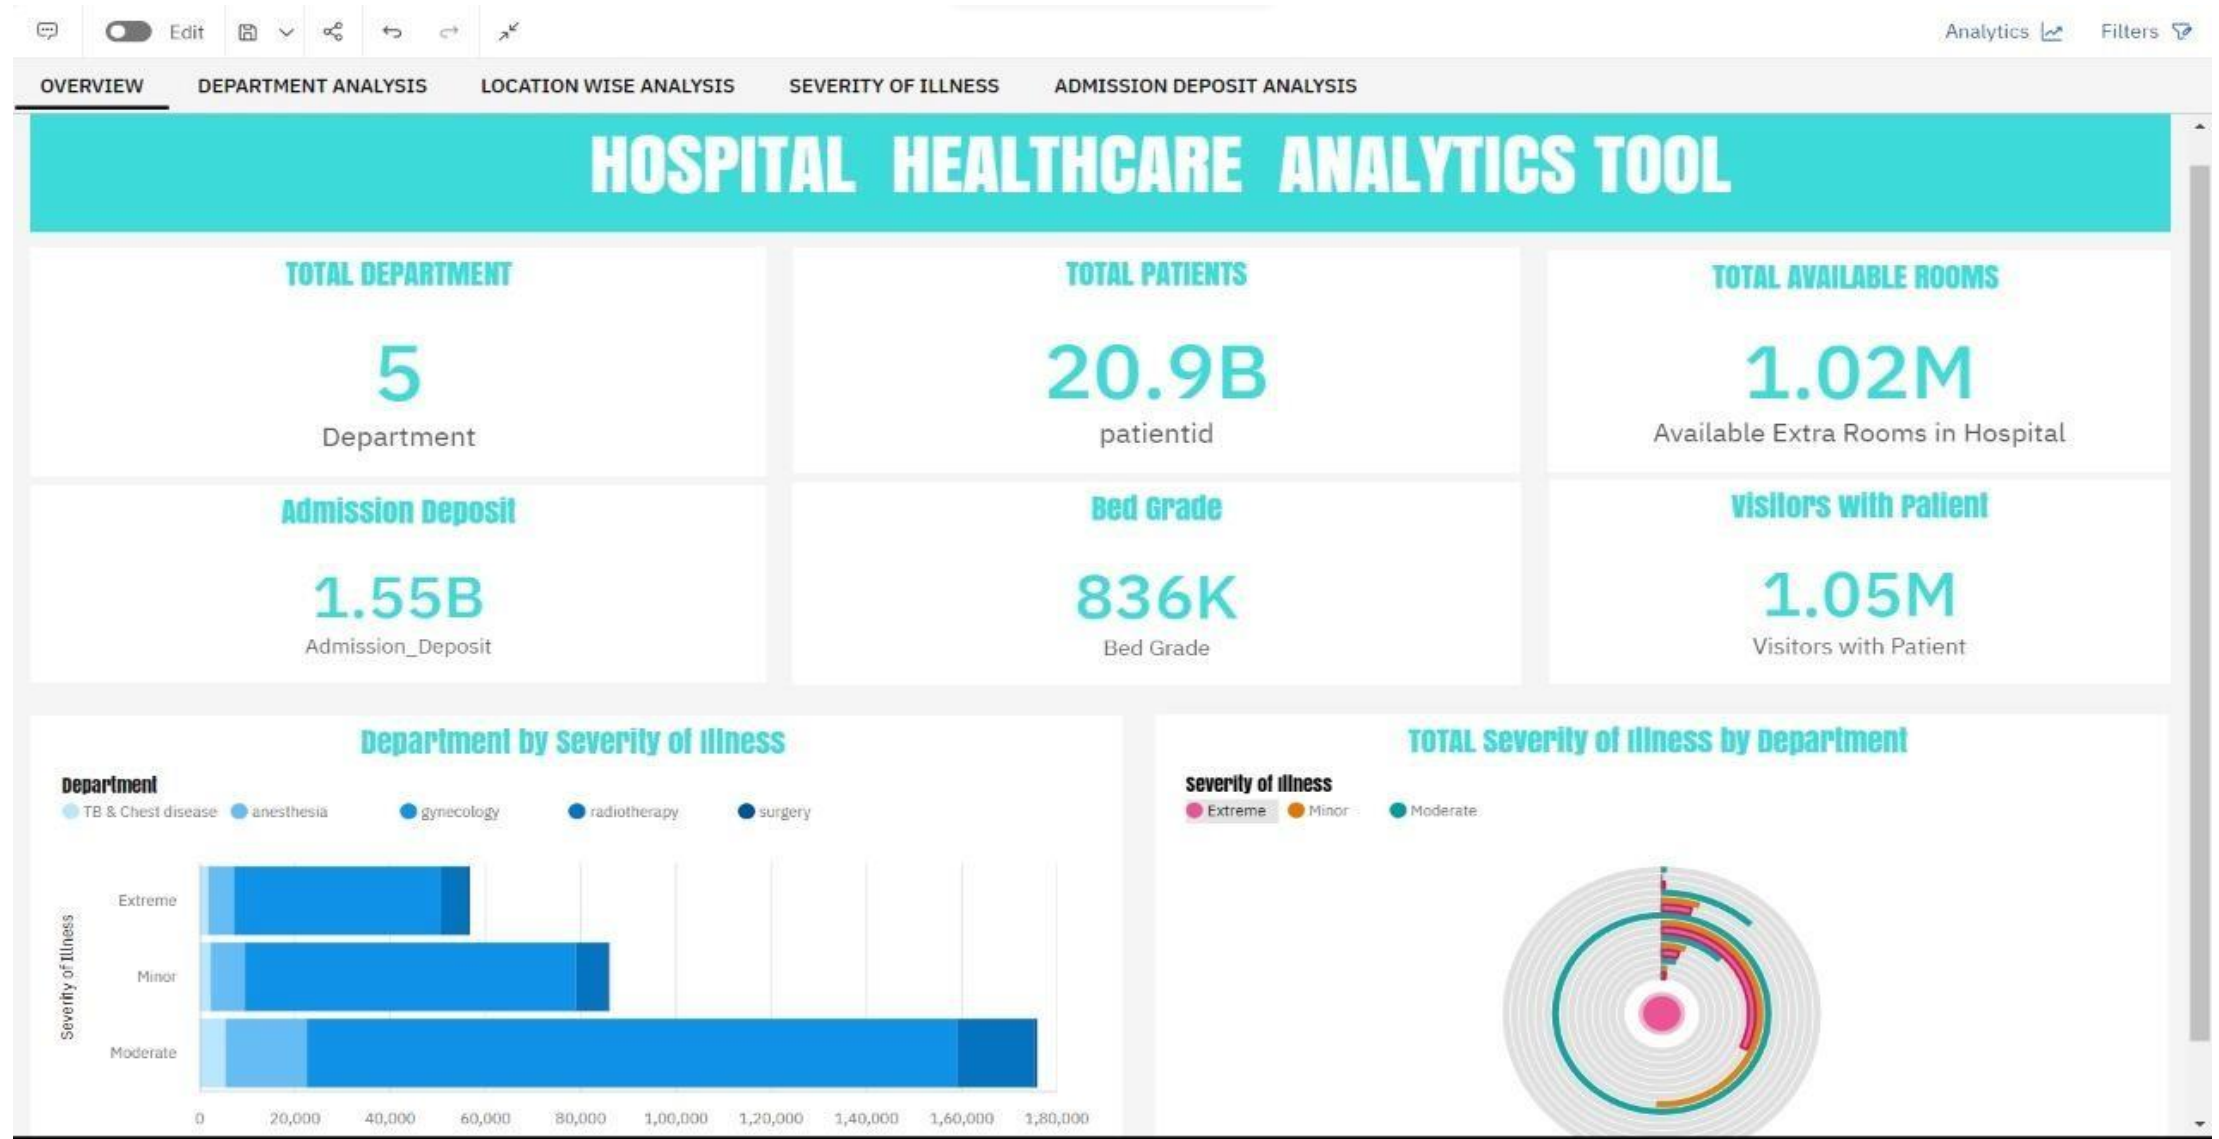 Edit
Analytics
Filters
OVERVIEW
DEPARTMENT ANALYSIS
LOCATION WISE ANALYSIS
SEVERITY OF ILLNESS
ADMISSION DEPOSIT ANALYSIS
HOSPITAL HEALTHCARE ANALYTICS TOOL
TOTAL DEPARTMENT
5
Department
TOTAL PATIENTS
20.9B
patientid
TOTAL AVAILABLE ROOMS
1.02M
Available Extra Rooms in Hospital
Admission Deposit
1.55B
Admission_Deposit
Bed Grade
836K
Bed Grade
Visitors with Patient
1.05M
Visitors with Patient
Department by Severity of Illness
Department
TB & Chest disease
anesthesia
gynecology
radiotherapy
surgery
Severity of Illness
Extreme
Minor
Moderate
0
20,000
40,000
60,000
80,000
1,00,000
1,20,000
1,40,000
1,60,000
1,80,000
TOTAL Severity of Illness by Department
Severity of Illness
Extreme
Minor
Moderate